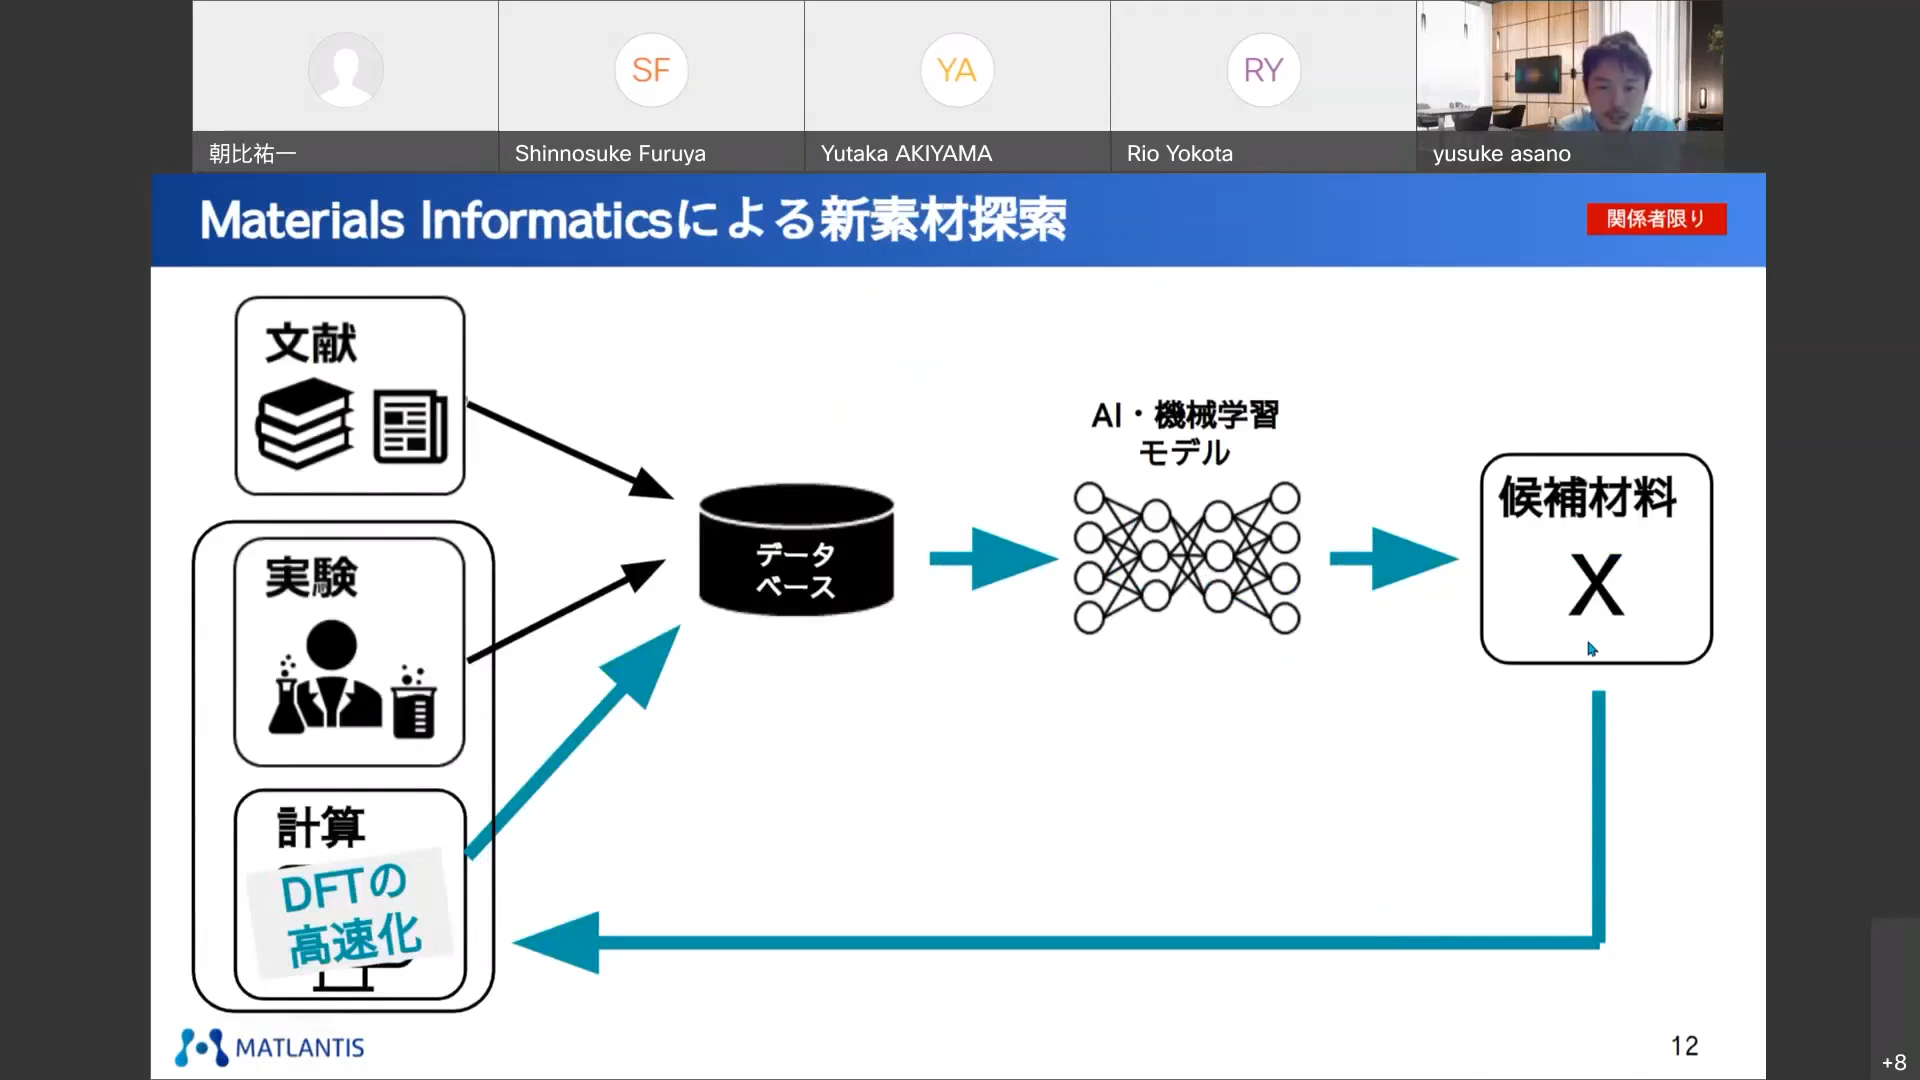 SF
YA
RY
朝比祐一
Shinnosuke Furuya
Yutaka AKIYAMA
Rio Yokota
yusuke asano
Materials Informaticsによる新素材探索
関係者限り
文献
実験
計算
DFTの
高速化
データ
ベース
AI・機械学習
モデル
候補材料
X
MATLANTIS
12
+8